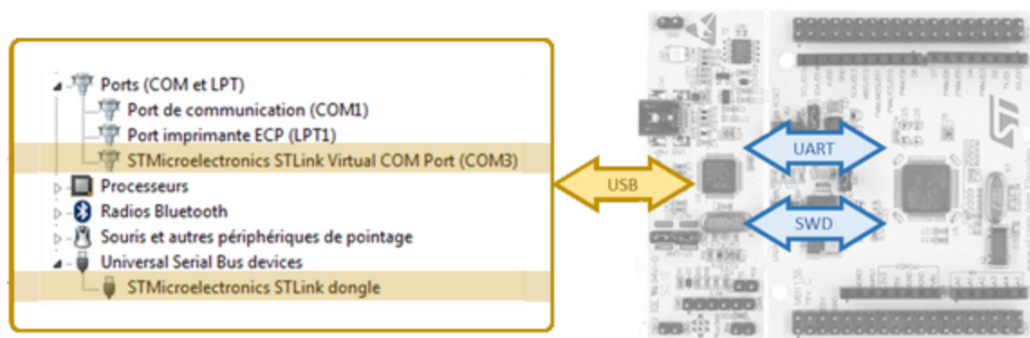 Ports (COM et LPT)
Port de communication (COM1)
Port imprimante ECP (LPT1)
STMicroelectronics STLink Virtual COM Port (COM3)
Processeurs
Radios Bluetooth
Souris et autres périphériques de pointage
Universal Serial Bus devices
STMicroelectronics STLink dongle
USB
UART
SWD